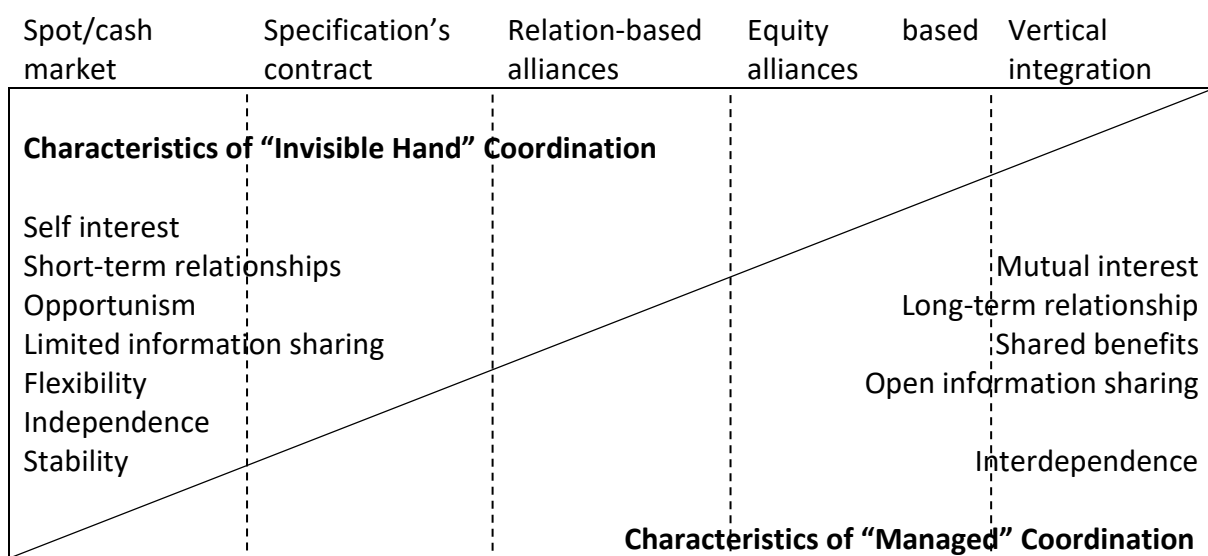 Spot/cash market
Specification’s contract
Relation-based alliances
Equity based alliances
Vertical integration
Characteristics of “Invisible Hand” Coordination
Self interest
Short-term relationships
Opportunism
Limited information sharing
Flexibility
Independence
Stability
Mutual interest
Long-term relationship
Shared benefits
Open information sharing
Interdependence
Characteristics of “Managed” Coordination